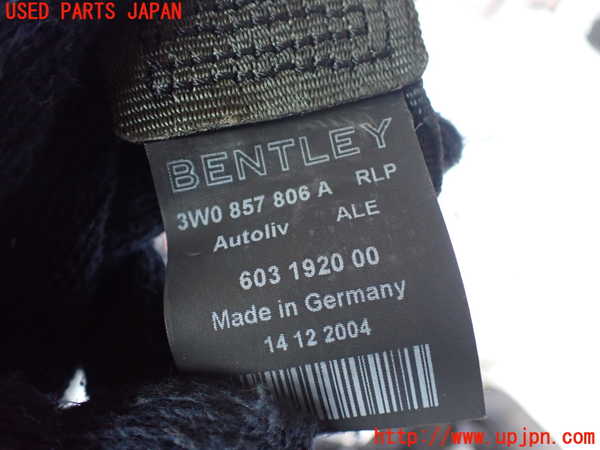 USED PARTS JAPAN
BENTLEY
3W0 857 806 A RLP
Autoliv ALE
603 1920 00
Made in Germany
14 12 2004
http://www.upjpn.com/